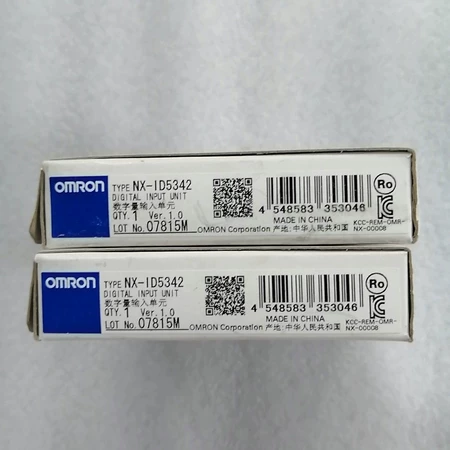 OMRON
TYPE NX-ID5342
DIGITAL INPUT UNIT
数字量输入单元
QTY. 1 Ver. 1.0
LOT No. 07815M
OMRON Corporation 产地:中华人民共和国
4 548583 353046
MADE IN CHINA
Ro
KCC-REM-OMR-
NX-00008
OMRON
TYPE NX-ID5342
DIGITAL INPUT UNIT
数字量输入单元
QTY. 1 Ver. 1.0
LOT No. 07815M
OMRON Corporation 产地:中华人民共和国
4 548583 353046
MADE IN CHINA
Ro
KCC-REM-OMR-
NX-00008